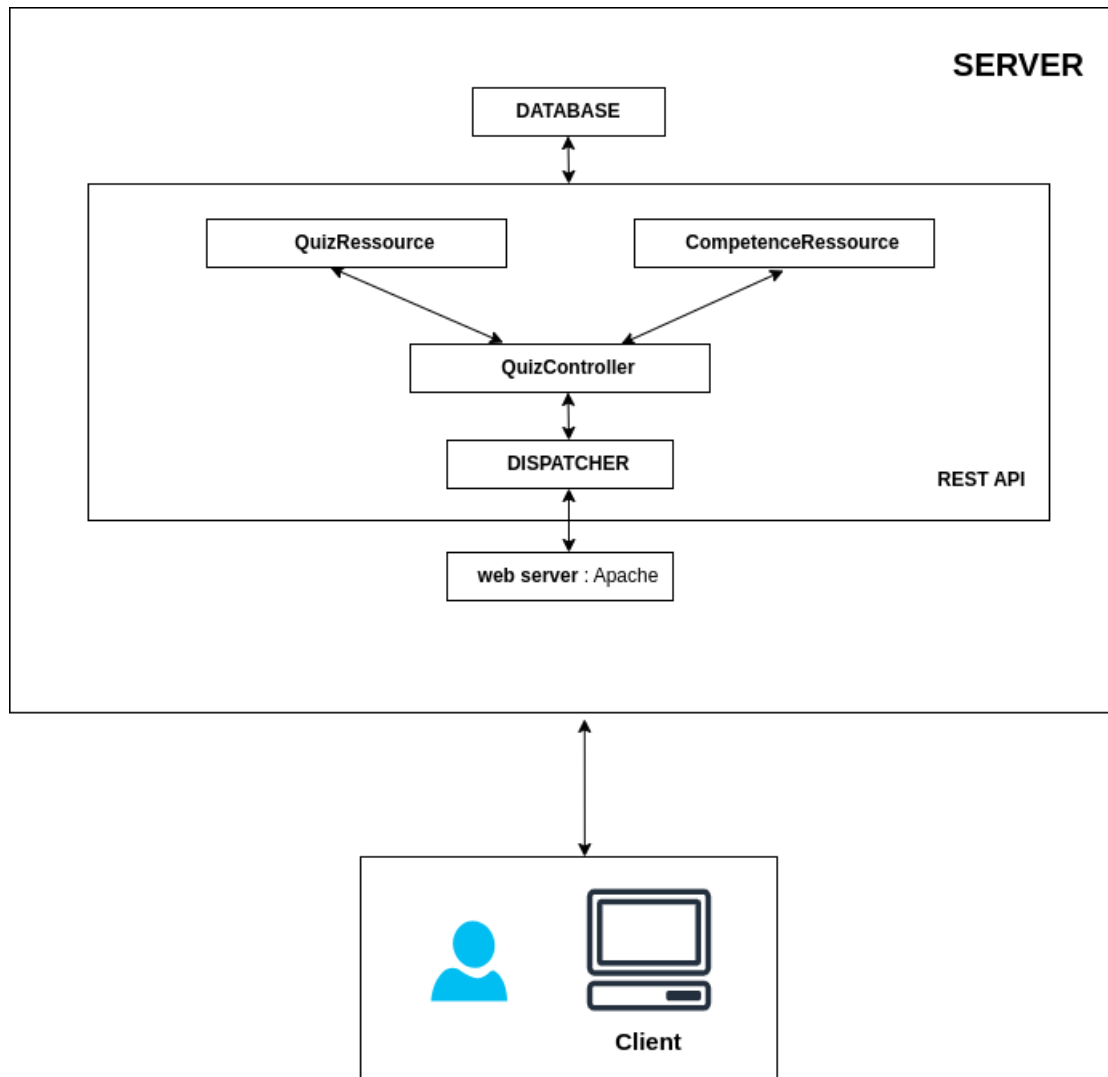 SERVER
DATABASE
QuizRessource
CompetenceRessource
QuizController
DISPATCHER
REST API
web server : Apache
Client